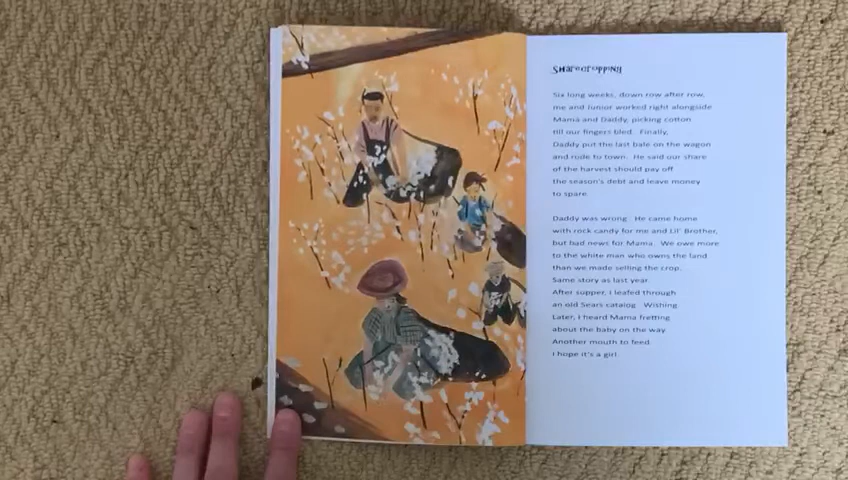 Sharecropping
Six long weeks, down row after row,
me and Junior worked right alongside
Mama and Daddy, picking cotton
till our fingers bled. Finally,
Daddy put the last bale on the wagon
and rode to town. He said our share
of the harvest should pay off
the season's debt and leave money
to spare.
Daddy was wrong. He came home
with rock candy for me and Lil' Brother,
but bad news for Mama. We owe more
to the white man who owns the land
than we made selling the crop.
Same story as last year.
After supper, I leafed through
an old Sears catalog. Wishing.
Later, I heard Mama fretting
about the baby on the way.
Another mouth to feed.
I hope it's a girl.